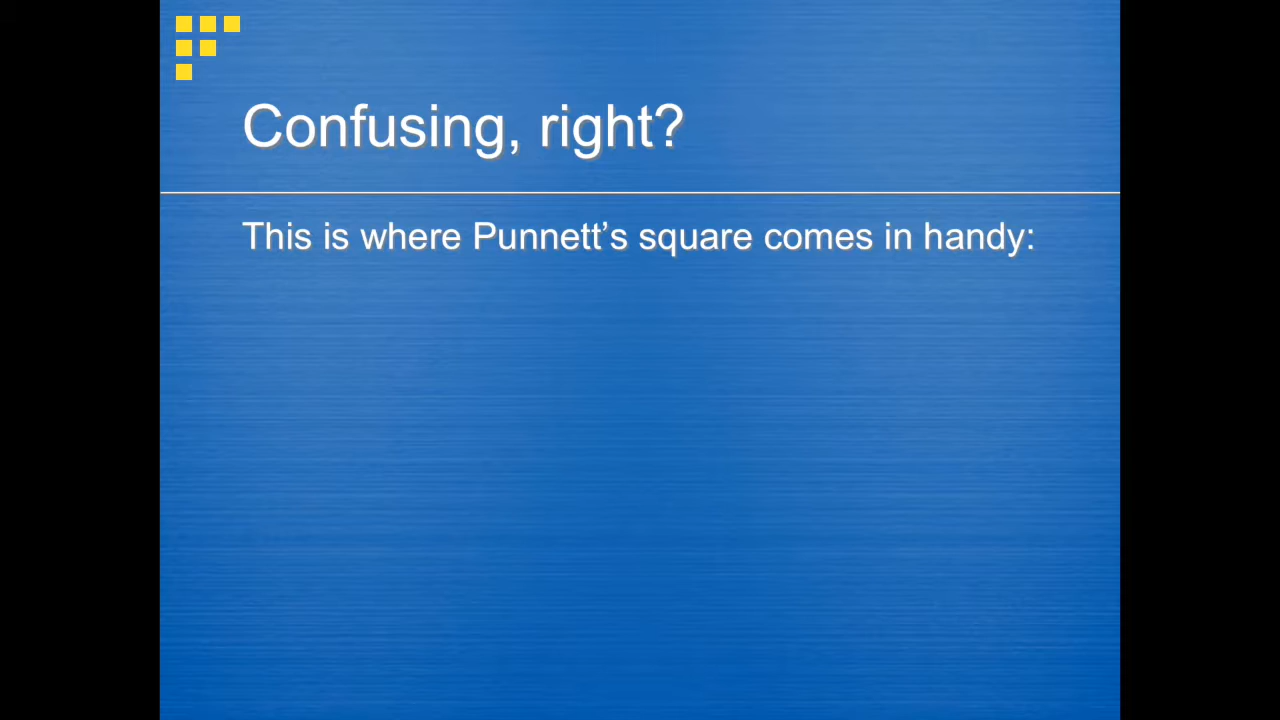 Confusing, right?
This is where Punnett’s square comes in handy: